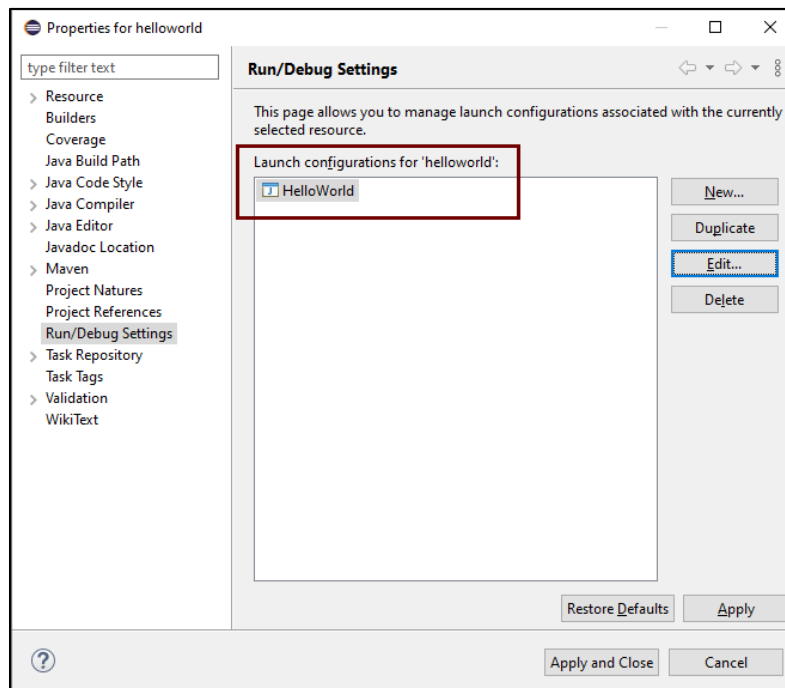 Properties for helloworld
type filter text
Resource
Builders
Coverage
Java Build Path
Java Code Style
Java Compiler
Java Editor
Javadoc Location
Maven
Project Natures
Project References
Run/Debug Settings
Task Repository
Task Tags
Validation
WikiText
Run/Debug Settings
This page allows you to manage launch configurations associated with the currently
selected resource.
Launch configurations for 'helloworld':
HelloWorld
New...
Duplicate
Edit...
Delete
Restore Defaults
Apply
Apply and Close
Cancel